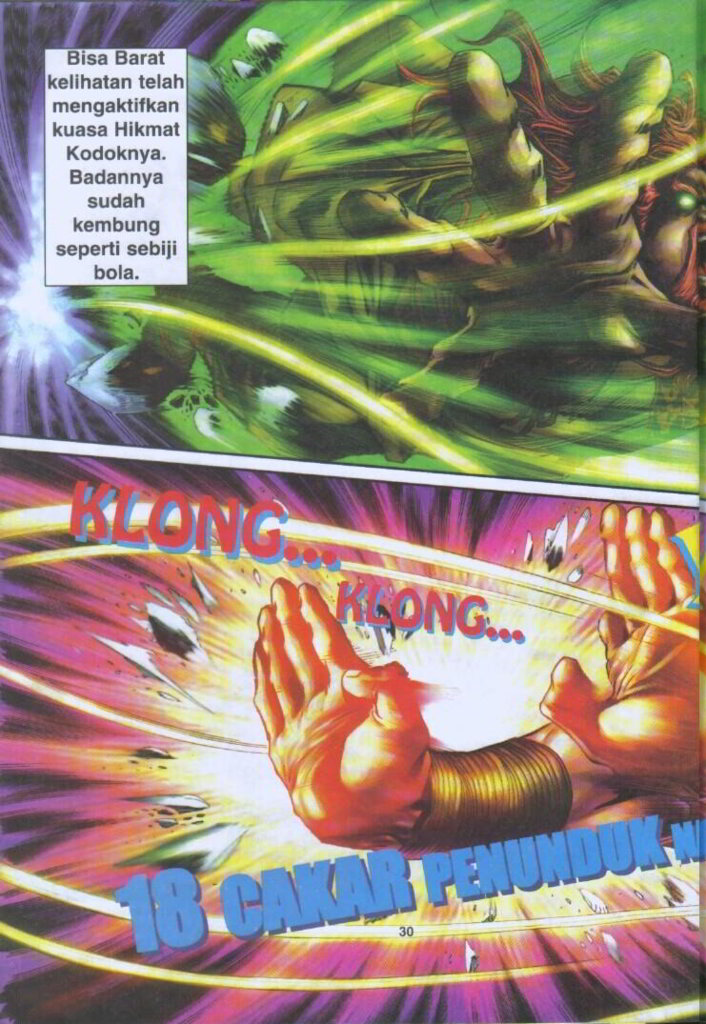 Bisa Barat
kelihatan telah
mengaktifkan
kuasa Hikmat
Kodoknya.
Badannya
sudah
kembung
seperti sebiji
bola.
KLONG...
KLONG...
18 CAKAR PENUNDUK
30